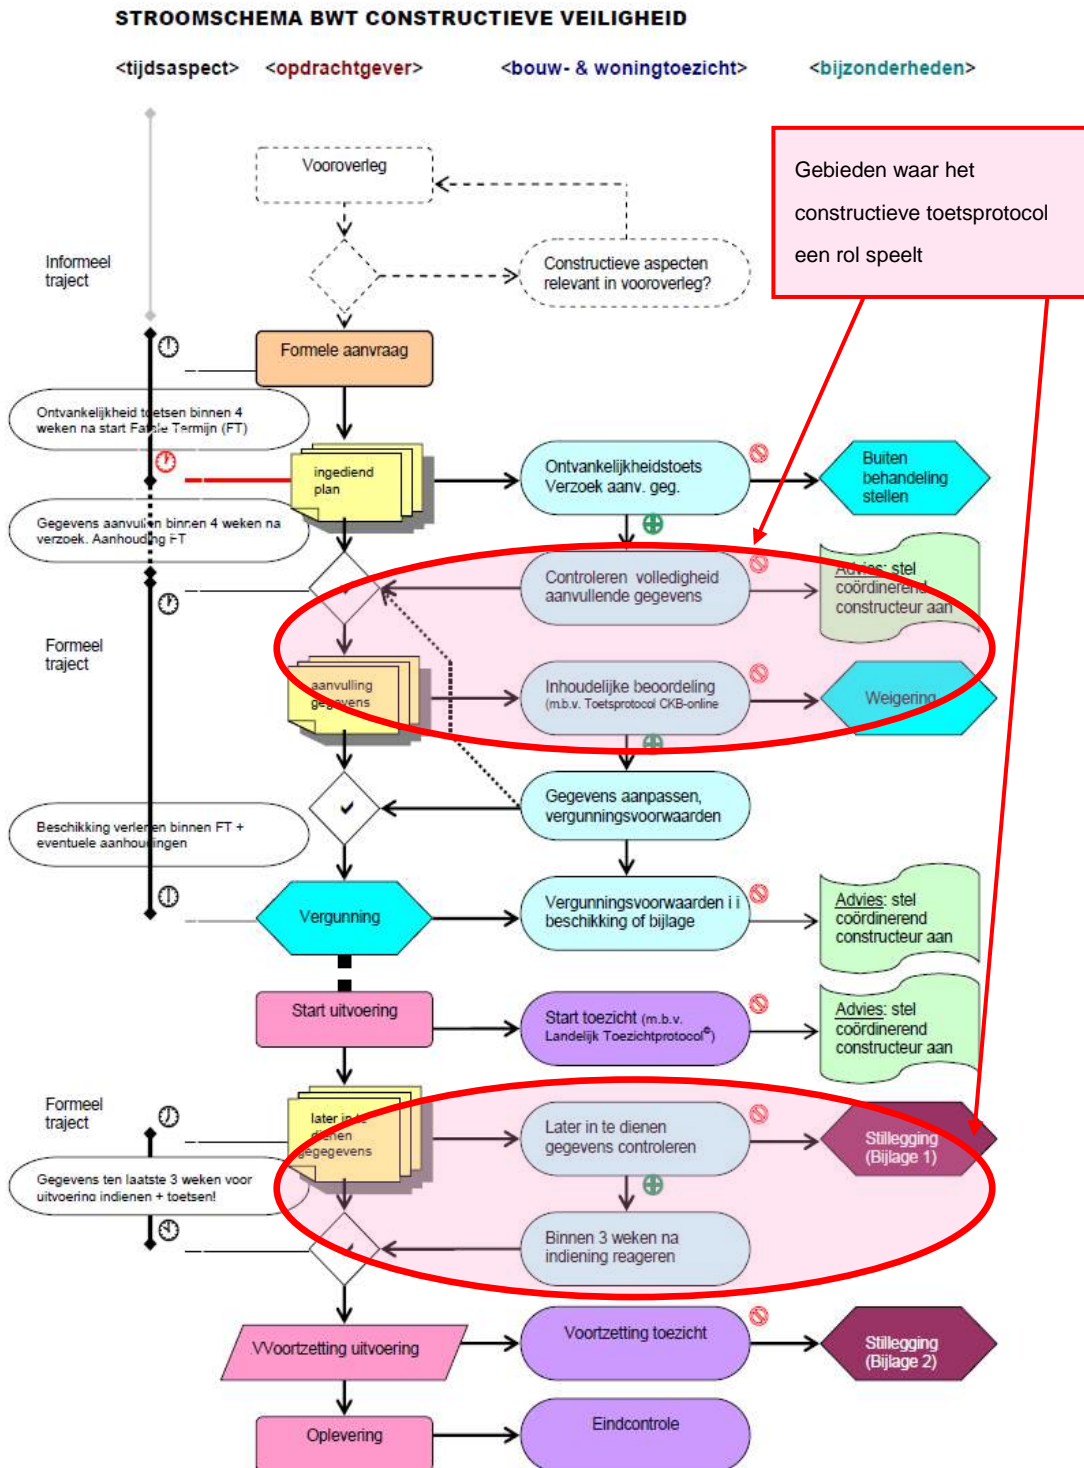 STROOMSCHEMA BWT CONSTRUCTIEVE VEILIGHEID
<tijdsaspect> <opdrachtgever> <bouw- & woningtoezicht> <bijzonderheden>
Gebieden waar het
constructieve toetsprotocol
een rol speelt
Vooroverleg
Informeel
traject
Constructieve aspecten
relevant in vooroverleg?
Formele aanvraag
Ontvankelijkheid toetsen binnen 4
weken na start Fatale Termijn (FT)
ingediend
plan
Ontvankelijkheidstoets
Verzoek aanv. geg.
Buiten
behandeling
stellen
Gegevens aanvullen binnen 4 weken na
verzoek. Aanhouding FT
Controleren volledigheid
aanvullende gegevens
Advies: stel
coördinerend
constructeur aan
Formeel
traject
aanvulling
gegevens
Inhoudelijke beoordeling
(m.b.v. Toetsprotocol CKB-online
Weigering
Gegevens aanpassen,
vergunningsvoorwaarden
Beschikking verlenen binnen FT +
eventuele aanhoudingen
Vergunning
Vergunningsvoorwaarden i i
beschikking of bijlage
Advies: stel
coördinerend
constructeur aan
Start uitvoering
Start toezicht (m.b.v.
Landelijk Toezichtprotocol©)
Advies: stel
coördinerend
constructeur aan
Formeel
traject
later in te
dienen
gegegevens
Later in te dienen
gegevens controleren
Stillegging
(Bijlage 1)
Gegevens ten laatste 3 weken voor
uitvoering indienen + toetsen!
Binnen 3 weken na
indiening reageren
VVoortzetting uitvoering
Voortzetting toezicht
Stillegging
(Bijlage 2)
Oplevering
Eindcontrole